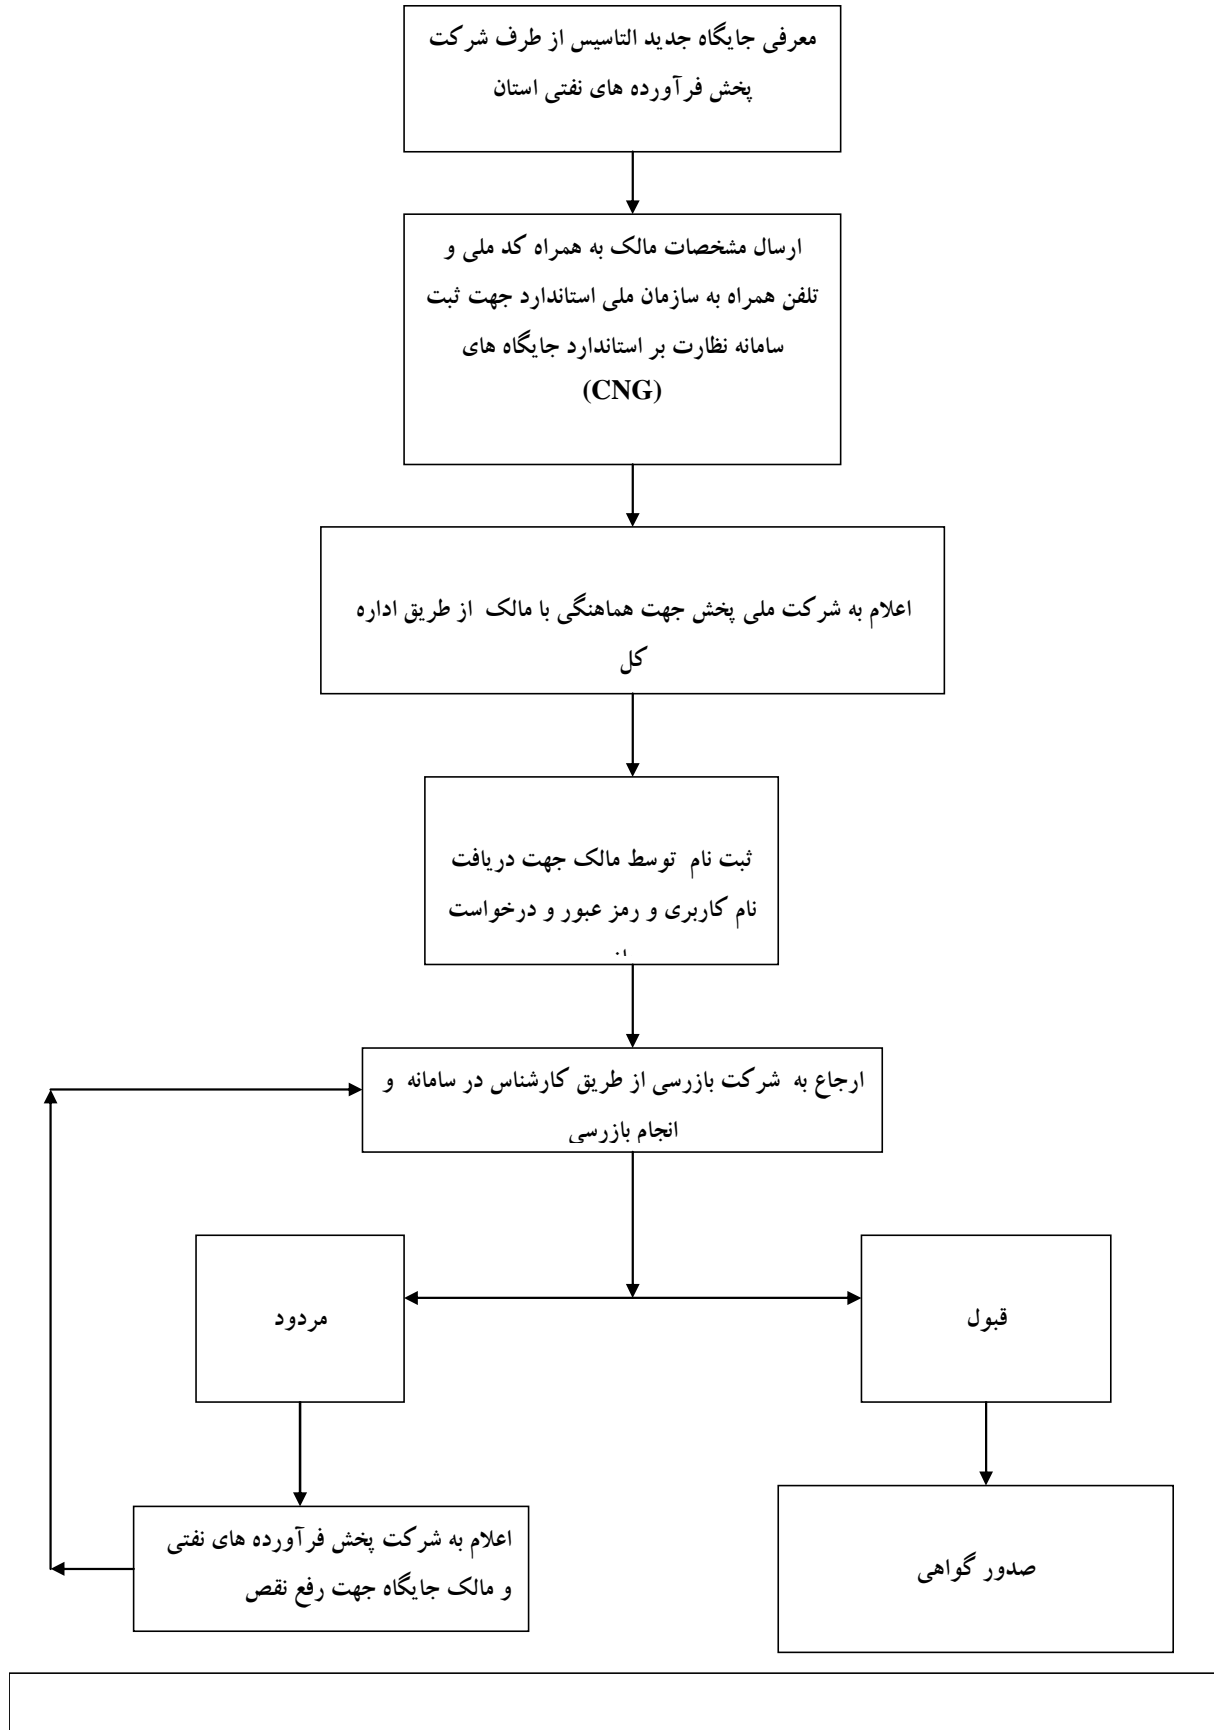 معرفی جایگاه جدید التاسیس از طرف شرکت
پخش فرآورده های نفتی استان
ارسال مشخصات مالک به همراه کد ملی و
تلفن همراه به سازمان ملی استاندارد جهت ثبت
سامانه نظارت بر استاندارد جایگاه های
(CNG)
اعلام به شرکت ملی پخش جهت هماهنگی با مالک از طریق اداره
کل
ثبت نام توسط مالک جهت دریافت
نام کاربری و رمز عبور و درخواست
ارجاع به شرکت بازرسی از طریق کارشناس در سامانه و
انجام بازرسی
قبول
مردود
صدور گواهی
اعلام به شرکت پخش فرآورده های نفتی
و مالک جایگاه جهت رفع نقص